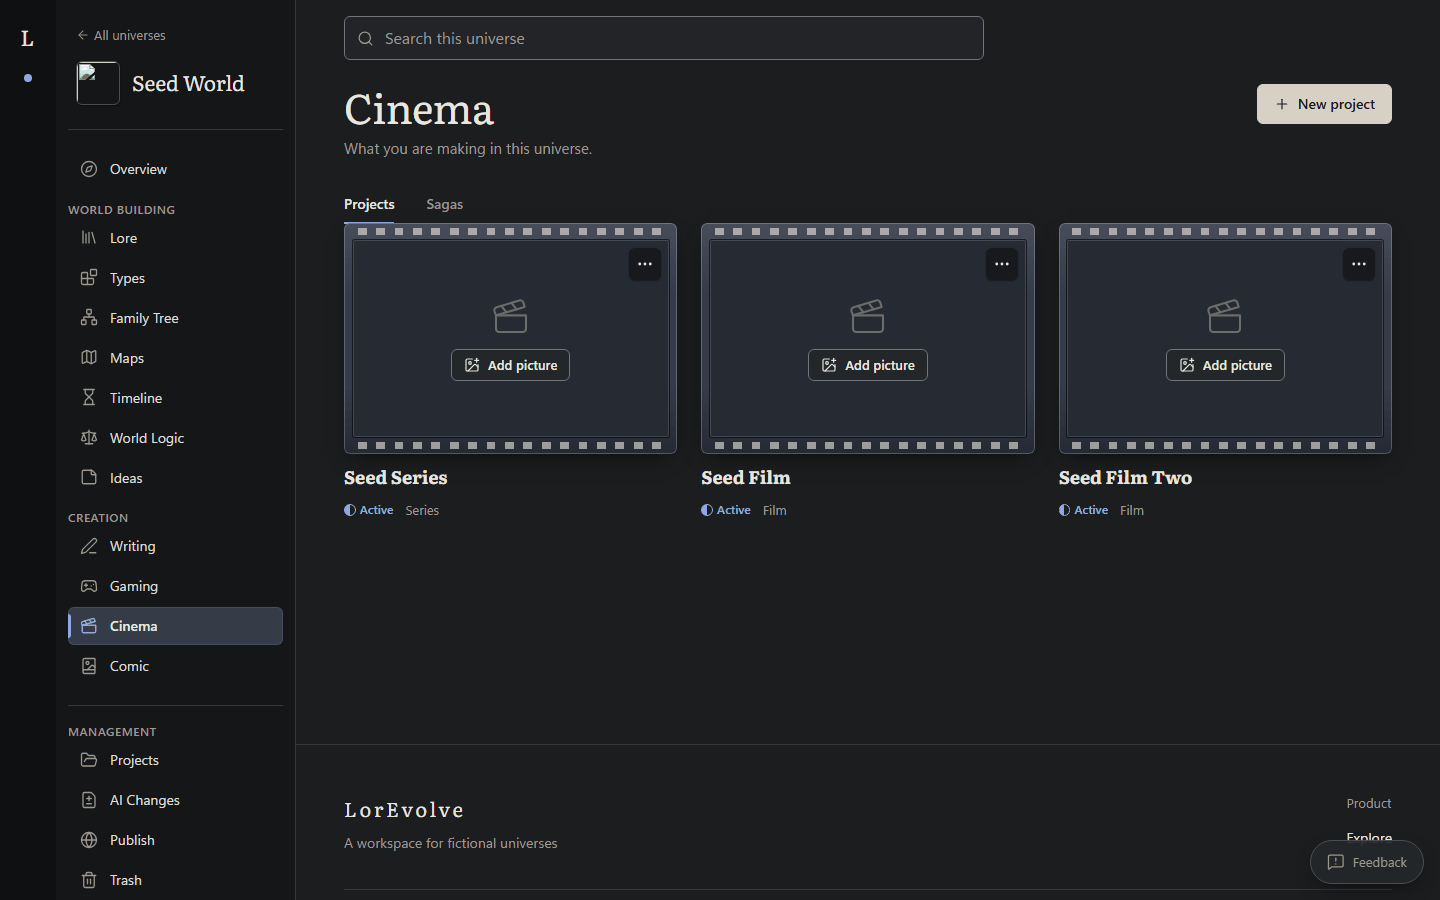 L
All universes
Seed World
Overview
WORLD BUILDING
Lore
Types
Family Tree
Maps
Timeline
World Logic
Ideas
CREATION
Writing
Gaming
Cinema
Comic
MANAGEMENT
Projects
AI Changes
Publish
Trash
Search this universe
Cinema
What you are making in this universe.
New project
Projects
Sagas
Add picture
Add picture
Add picture
Seed Series
Active Series
Seed Film
Active Film
Seed Film Two
Active Film
LorEvolve
A workspace for fictional universes
Product
Explore
Feedback